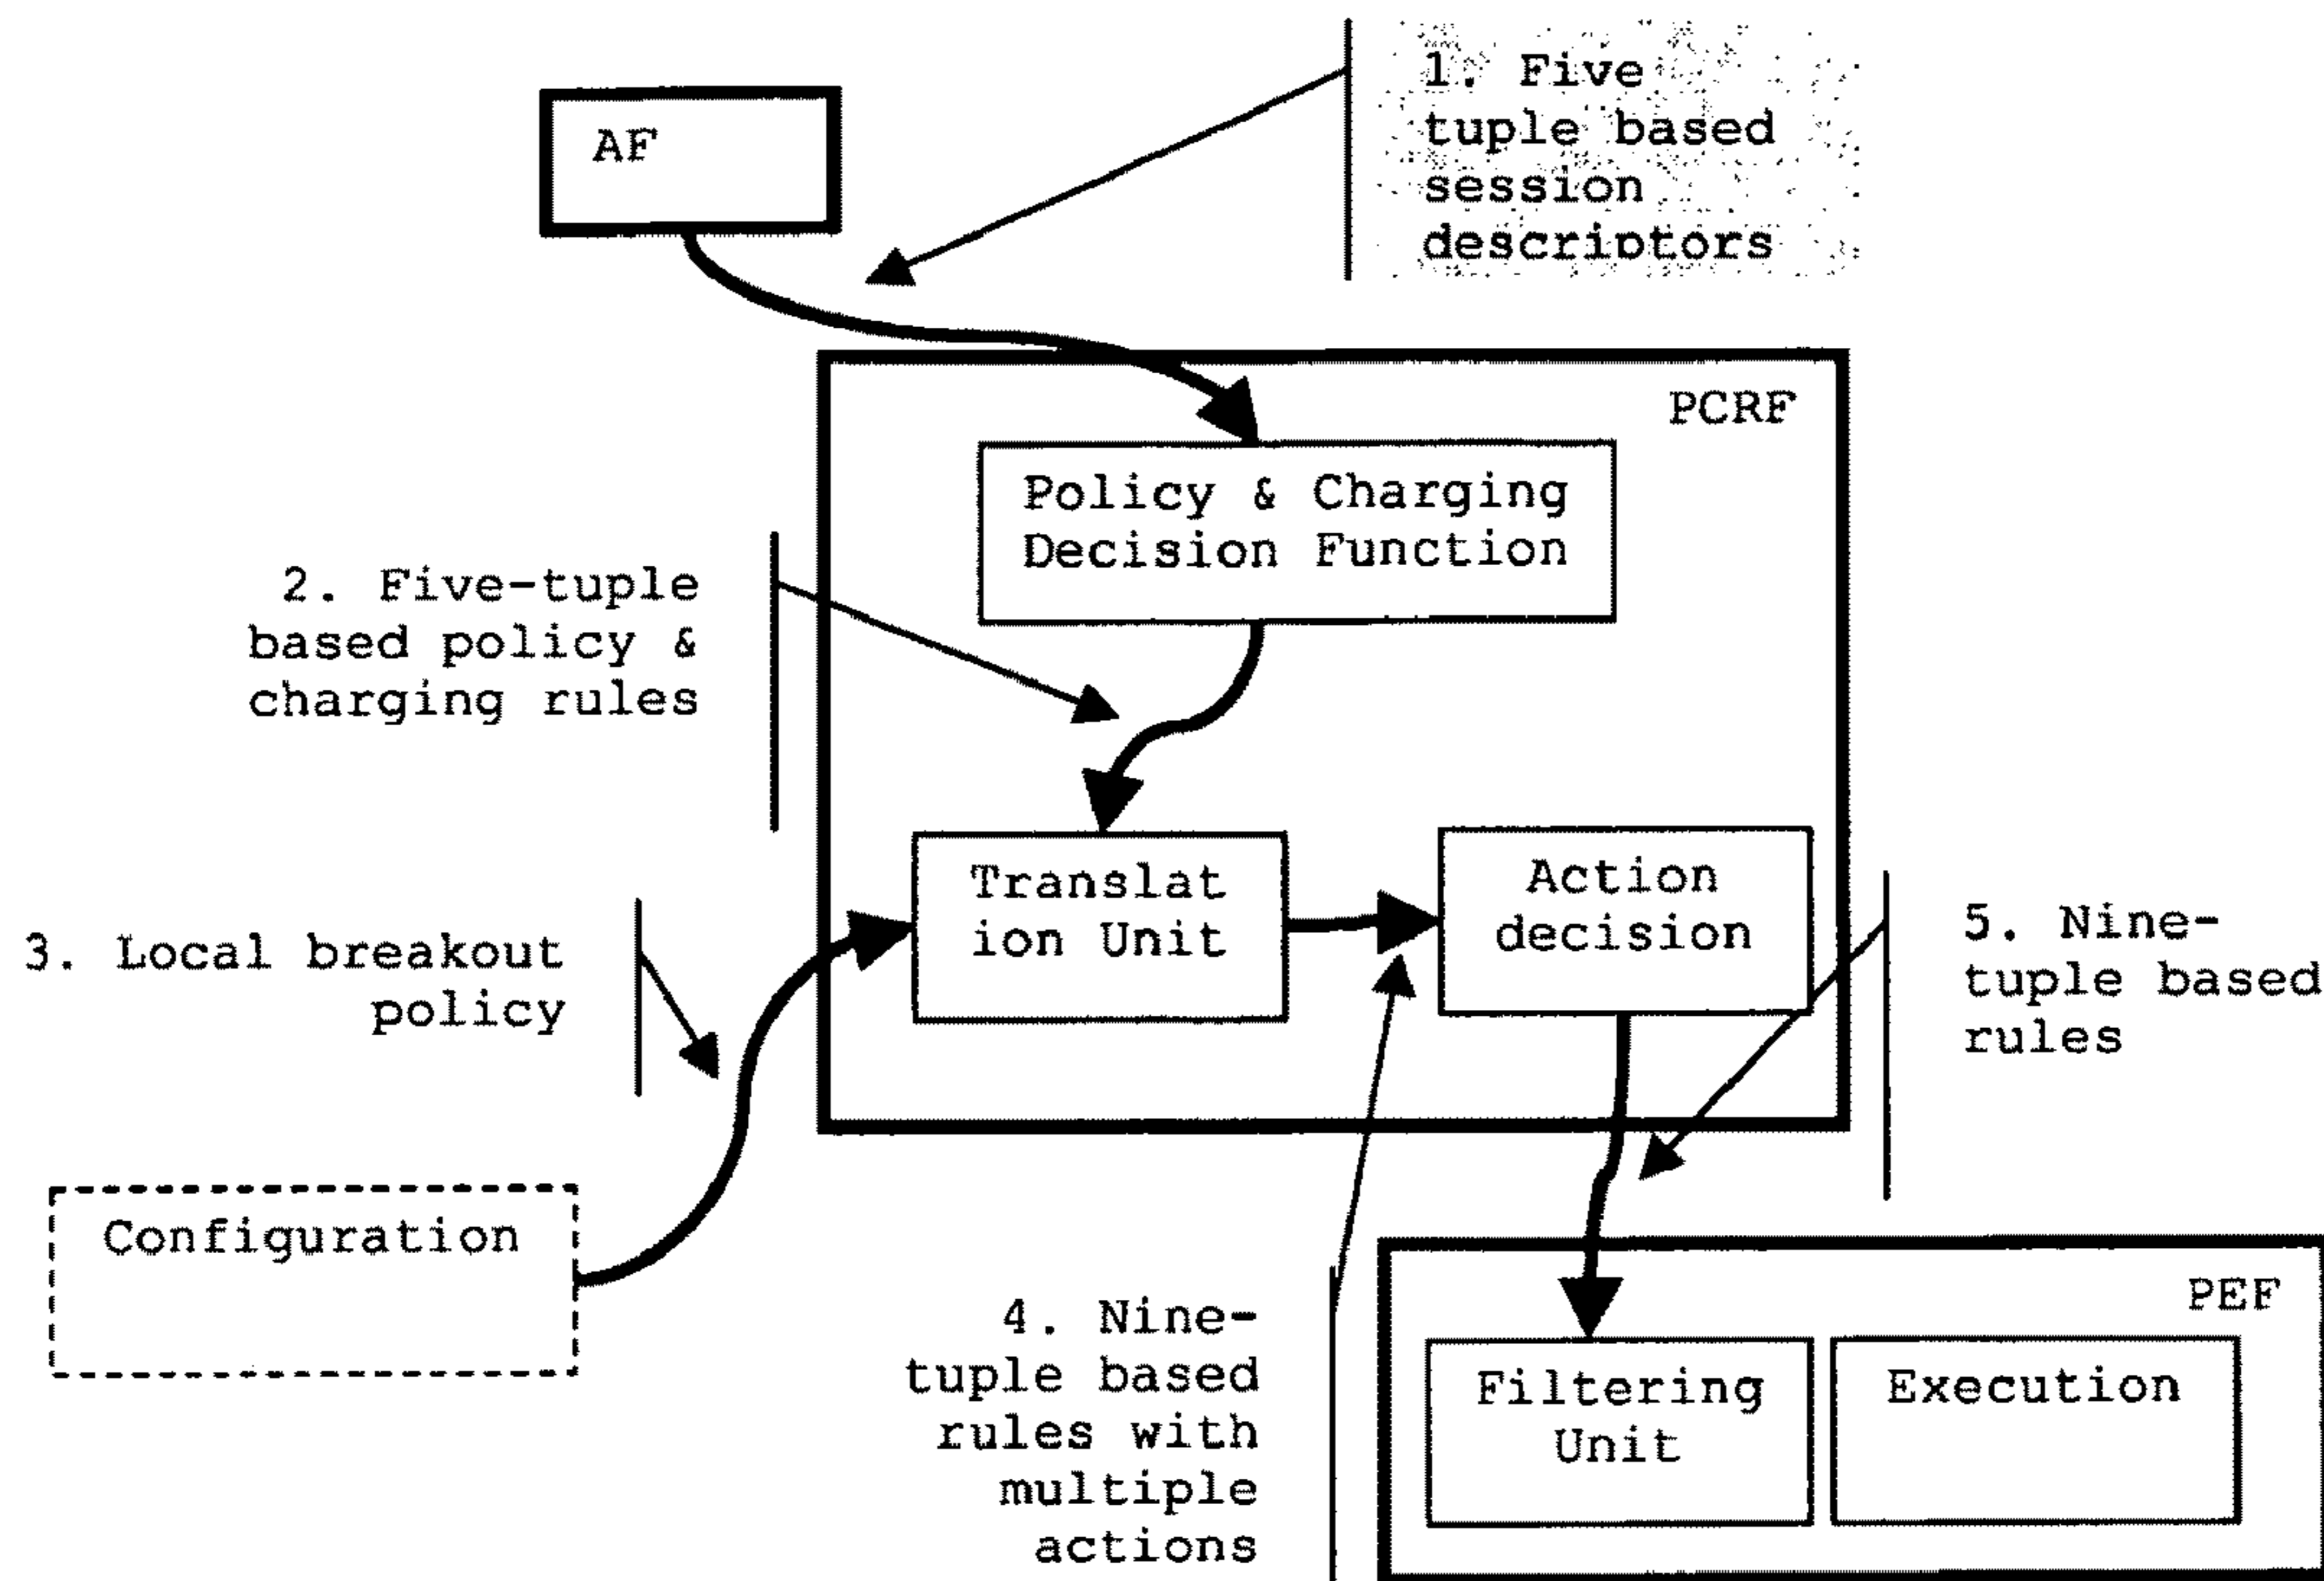 AF
1. Five
tuple based
session
descriptors
PCRF
Policy & Charging
Decision Function
2. Five-tuple
based policy &
charging rules
Translat
ion Unit
Action
decision
3. Local breakout
policy
5. Nine-
tuple based
rules
Configuration
4. Nine-
tuple based
rules with
multiple
actions
PEF
Filtering
Unit
Execution